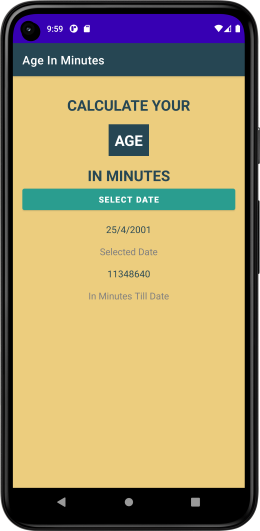 9:59
Age In Minutes
CALCULATE YOUR
AGE
IN MINUTES
SELECT DATE
25/4/2001
Selected Date
11348640
In Minutes Till Date